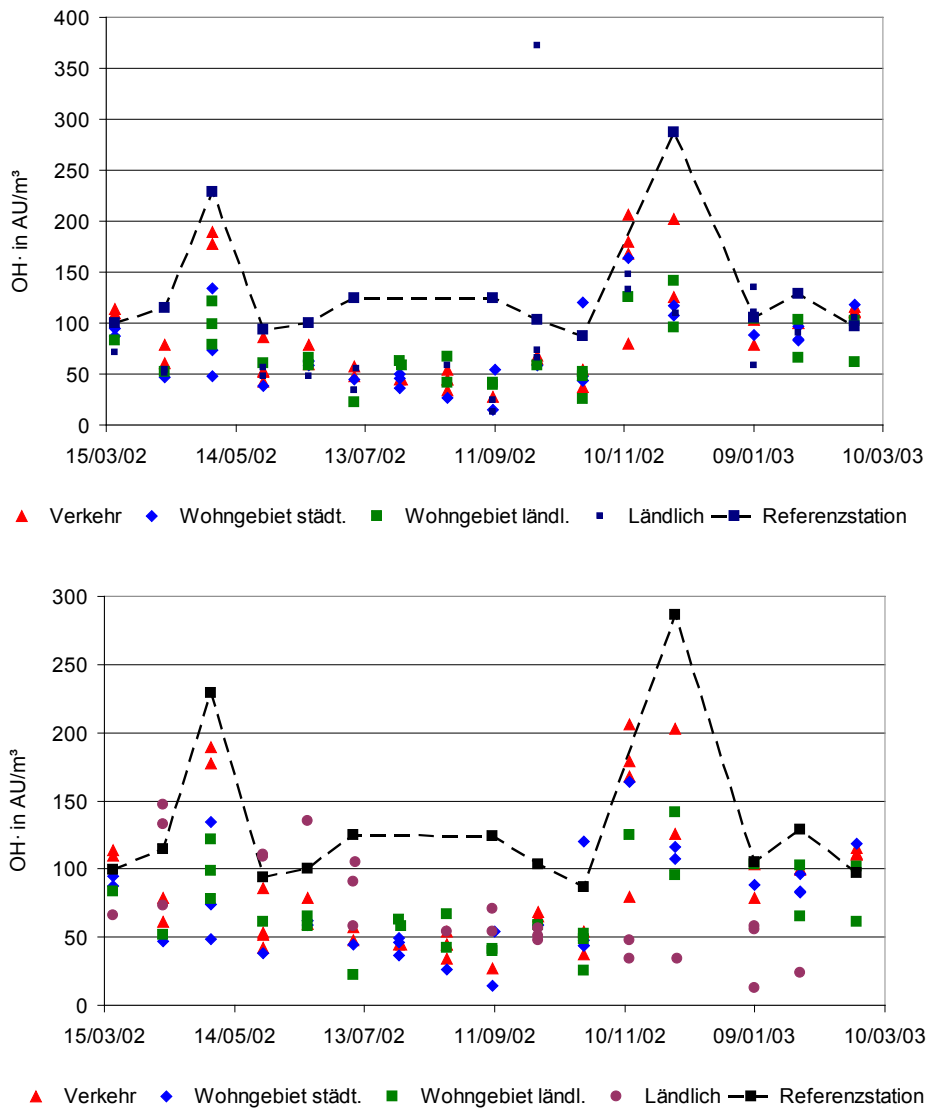 400
350
300
250
200
150
100
50
0
OH· in AU/m³
15/03/02 14/05/02 13/07/02 11/09/02 10/11/02 09/01/03 10/03/03
Verkehr Wohngebiet städt. Wohngebiet ländl. Ländlich Referenzstation
300
250
200
150
100
50
0
OH· in AU/m³
15/03/02 14/05/02 13/07/02 11/09/02 10/11/02 09/01/03 10/03/03
Verkehr Wohngebiet städt. Wohngebiet ländl. Ländlich Referenzstation